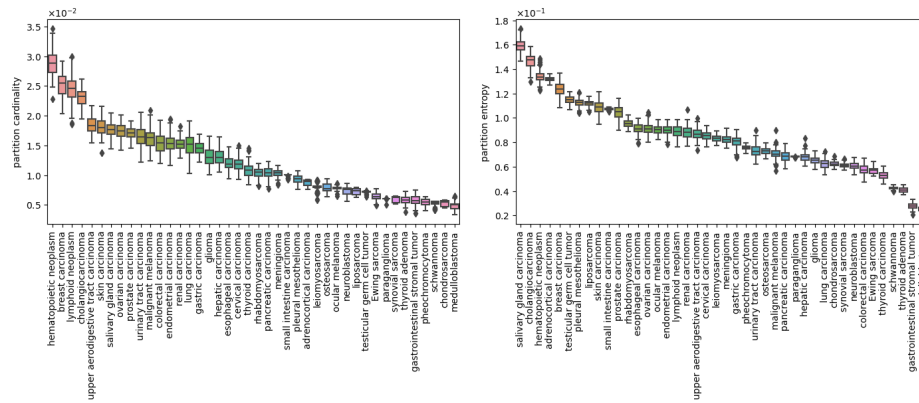 ×10⁻²
3.5
3.0
2.5
2.0
1.5
1.0
0.5
partition cardinality
hematopoietic neoplasm
breast carcinoma
lymphoid neoplasm
cholangiocarcinoma
upper aerodigestive tract carcinoma
skin carcinoma
salivary gland carcinoma
ovarian carcinoma
prostate carcinoma
urinary tract carcinoma
malignant melanoma
colorectal carcinoma
endometrial carcinoma
renal carcinoma
lung carcinoma
gastric carcinoma
glioma
hepatic carcinoma
esophageal carcinoma
cervical carcinoma
thyroid carcinoma
rhabdomyosarcoma
pancreatic carcinoma
meningioma
small intestine carcinoma
pleural mesothelioma
adrenocortical carcinoma
leiomyosarcoma
osteosarcoma
ocular melanoma
neuroblastoma
liposarcoma
testicular germ cell tumor
Ewing sarcoma
paraganglioma
synovial sarcoma
thyroid adenoma
gastrointestinal stromal tumor
pheochromocytoma
schwannoma
chondrosarcoma
medulloblastoma
×10⁻¹
1.8
1.6
1.4
1.2
1.0
0.8
0.6
0.4
0.2
partition entropy
salivary gland carcinoma
cholangiocarcinoma
hematopoietic neoplasm
adrenocortical carcinoma
breast carcinoma
testicular germ cell tumor
pleural mesothelioma
liposarcoma
skin carcinoma
small intestine carcinoma
prostate carcinoma
rhabdomyosarcoma
esophageal carcinoma
ovarian carcinoma
ocular melanoma
endometrial carcinoma
lymphoid neoplasm
renal carcinoma
upper aerodigestive tract carcinoma
cervical carcinoma
leiomyosarcoma
meningioma
gastric carcinoma
pheochromocytoma
urinary tract carcinoma
osteosarcoma
malignant melanoma
pancreatic carcinoma
paraganglioma
hepatic carcinoma
glioma
lung carcinoma
chondrosarcoma
synovial sarcoma
neuroblastoma
colorectal carcinoma
Ewing sarcoma
thyroid carcinoma
schwannoma
thyroid adenoma
gastrointestinal stromal tumor